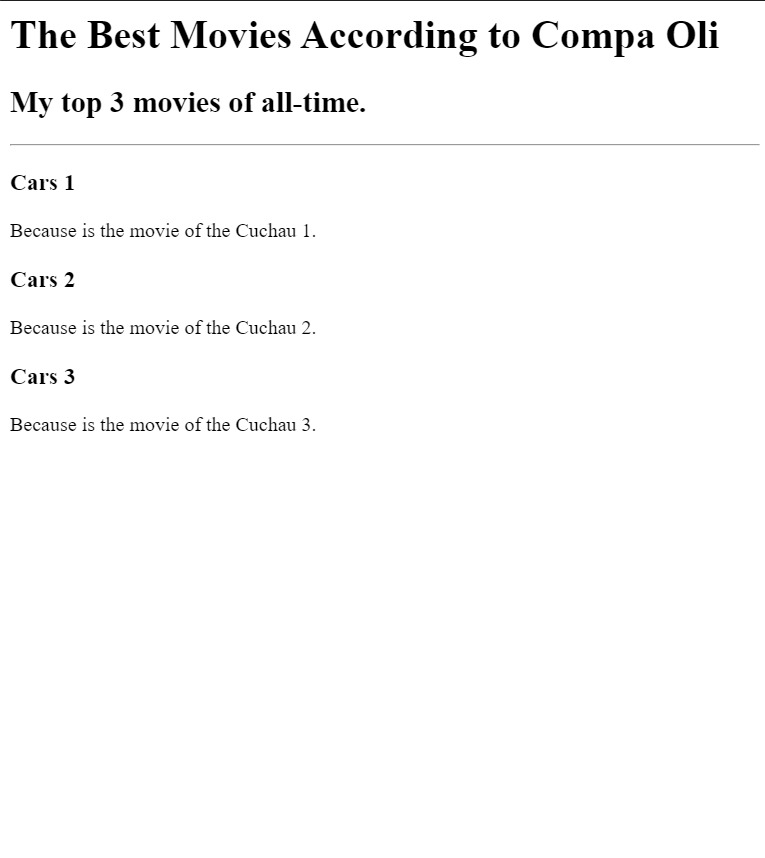 The Best Movies According to Compa Oli
My top 3 movies of all-time.
Cars 1
Because is the movie of the Cuchau 1.
Cars 2
Because is the movie of the Cuchau 2.
Cars 3
Because is the movie of the Cuchau 3.